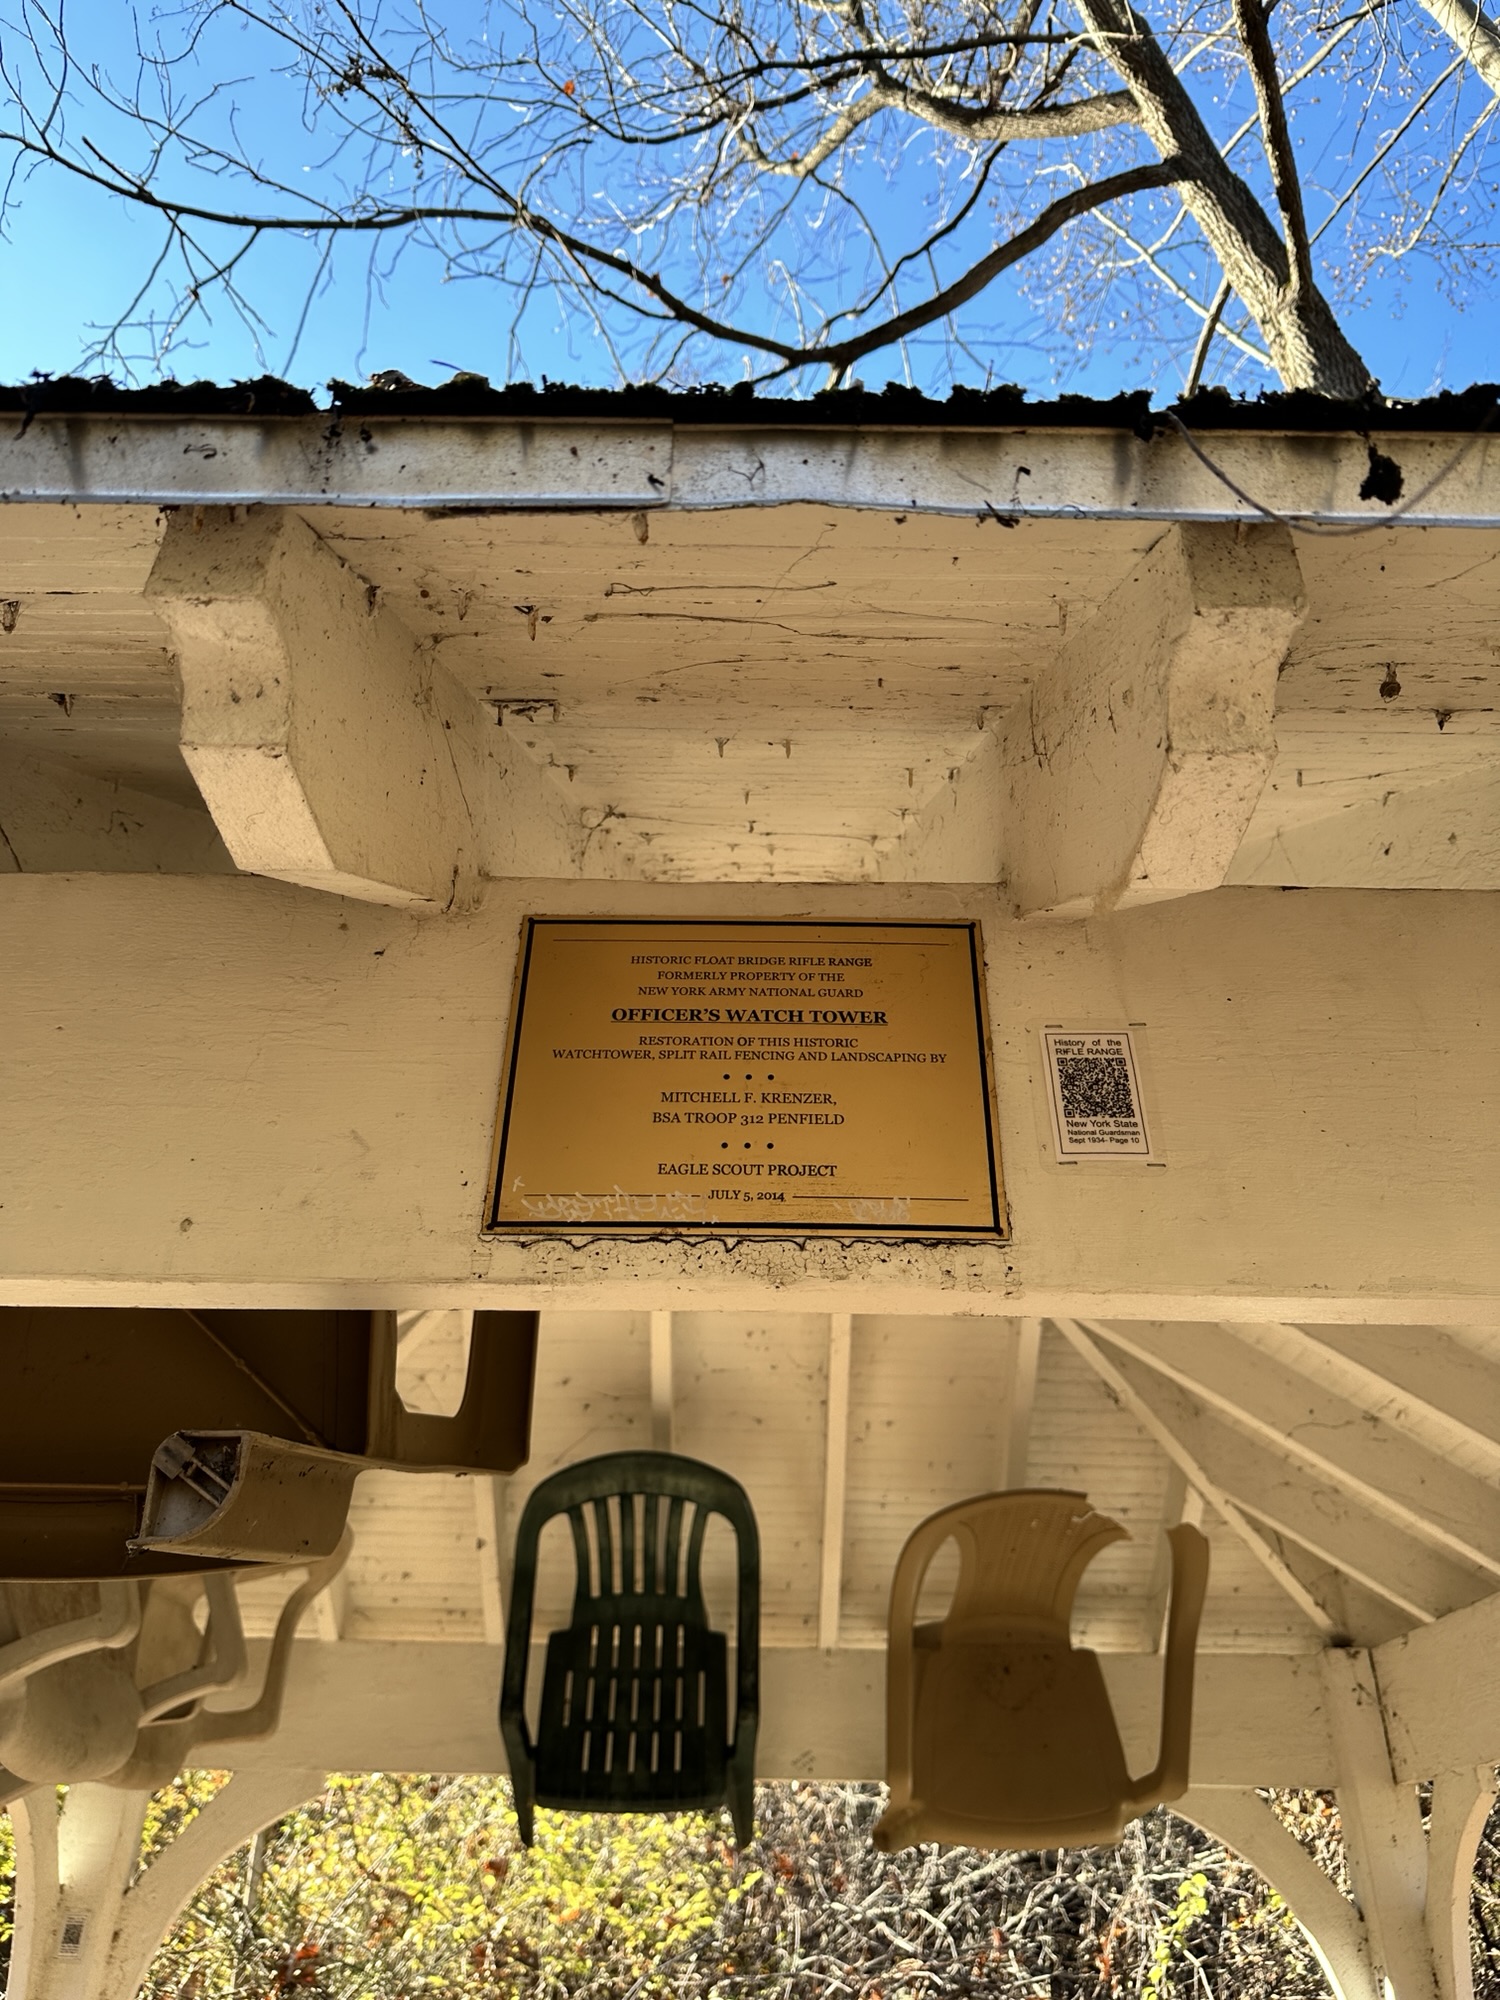 HISTORIC FLOAT BRIDGE RIFLE RANGE
FORMERLY PROPERTY OF THE
NEW YORK ARMY NATIONAL GUARD
OFFICER'S WATCH TOWER
RESTORATION OF THIS HISTORIC
WATCHTOWER, SPLIT RAIL FENCING AND LANDSCAPING BY
• • •
MITCHELL F. KRENZER,
BSA TROOP 312 PENFIELD
• • •
EAGLE SCOUT PROJECT
JULY 5, 2014
History of the
RIFLE RANGE
New York State
National Guardsman
Sept 1934- Page 10